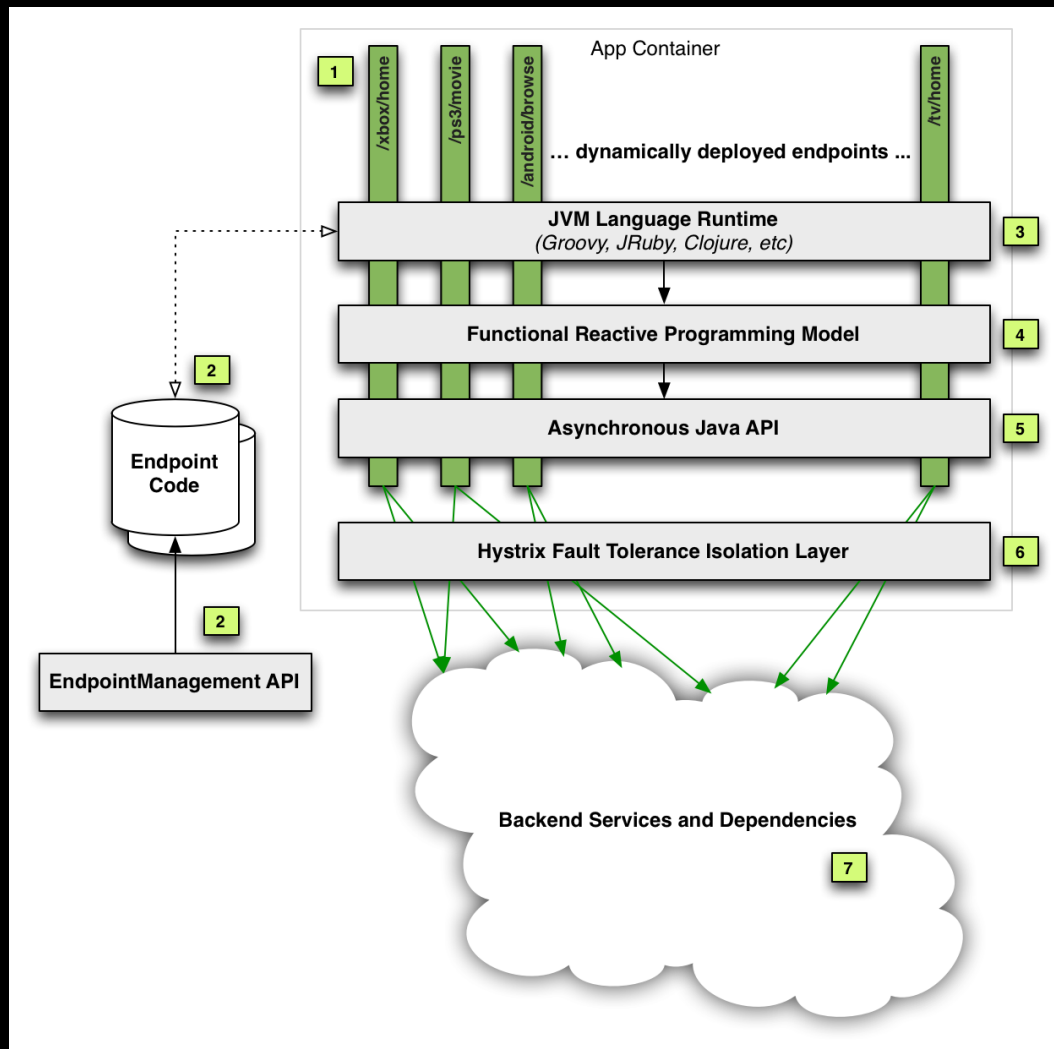 App Container
1
/xbox/home
/ps3/movie
/android/browse
/tv/home
... dynamically deployed endpoints ...
JVM Language Runtime
(Groovy, JRuby, Clojure, etc)
3
Functional Reactive Programming Model
4
2
Asynchronous Java API
5
Endpoint
Code
Hystrix Fault Tolerance Isolation Layer
6
2
EndpointManagement API
Backend Services and Dependencies
7